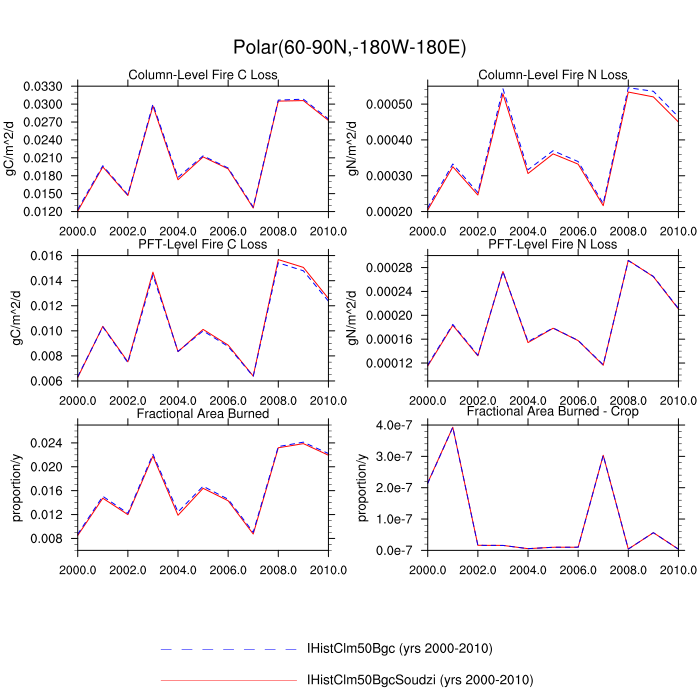 Polar(60-90N,-180W-180E)
Column-Level Fire C Loss
gC/m^2/d
0.0330
0.0300
0.0270
0.0240
0.0210
0.0180
0.0150
0.0120
2000.0 2002.0 2004.0 2006.0 2008.0 2010.0
Column-Level Fire N Loss
gN/m^2/d
0.00050
0.00040
0.00030
0.00020
2000.0 2002.0 2004.0 2006.0 2008.0 2010.0
PFT-Level Fire C Loss
gC/m^2/d
0.016
0.014
0.012
0.010
0.008
0.006
2000.0 2002.0 2004.0 2006.0 2008.0 2010.0
PFT-Level Fire N Loss
gN/m^2/d
0.00028
0.00024
0.00020
0.00016
0.00012
2000.0 2002.0 2004.0 2006.0 2008.0 2010.0
Fractional Area Burned
proportion/y
0.024
0.020
0.016
0.012
0.008
2000.0 2002.0 2004.0 2006.0 2008.0 2010.0
Fractional Area Burned - Crop
proportion/y
4.0e-7
3.0e-7
2.0e-7
1.0e-7
0.0e-7
2000.0 2002.0 2004.0 2006.0 2008.0 2010.0
IHistClm50Bgc (yrs 2000-2010)
IHistClm50BgcSoudzi (yrs 2000-2010)